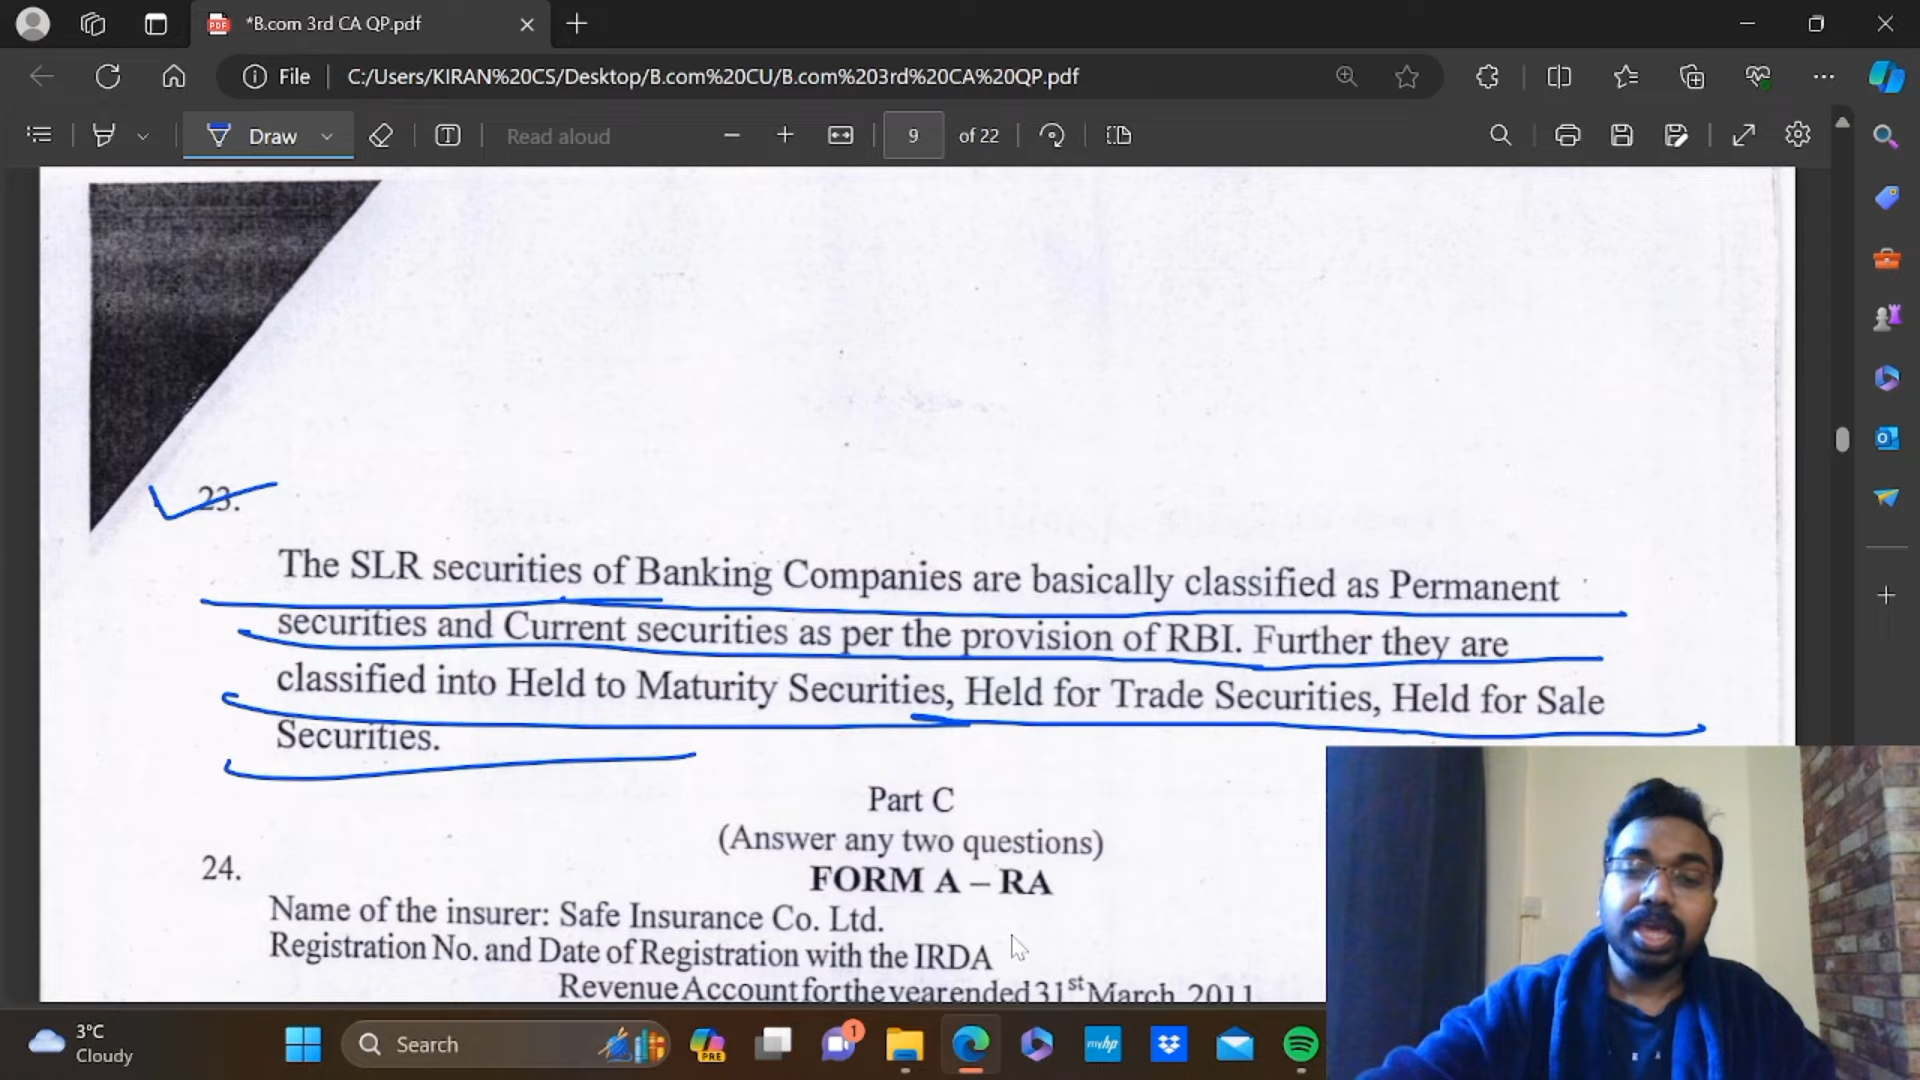 *B.com 3rd CA QP.pdf
File
C:/Users/KIRAN%20CS/Desktop/B.com%20CU/B.com%203rd%20CA%20QP.pdf
Draw
Read aloud
9
of 22
23.
The SLR securities of Banking Companies are basically classified as Permanent
securities and Current securities as per the provision of RBI. Further they are
classified into Held to Maturity Securities, Held for Trade Securities, Held for Sale
Securities.
Part C
(Answer any two questions)
24.
FORM A – RA
Name of the insurer: Safe Insurance Co. Ltd.
Registration No. and Date of Registration with the IRDA
Revenue Account for the year ended 31st March 2011
3°C
Cloudy
Search
PRE
1
myhp